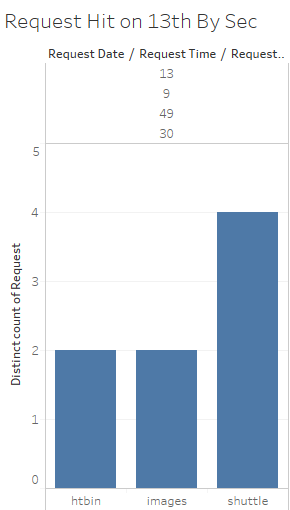 Request Hit on 13th By Sec
Request Date / Request Time / Request..
13
9
49
30
5
4
3
2
1
0
Distinct count of Request
htbin images shuttle